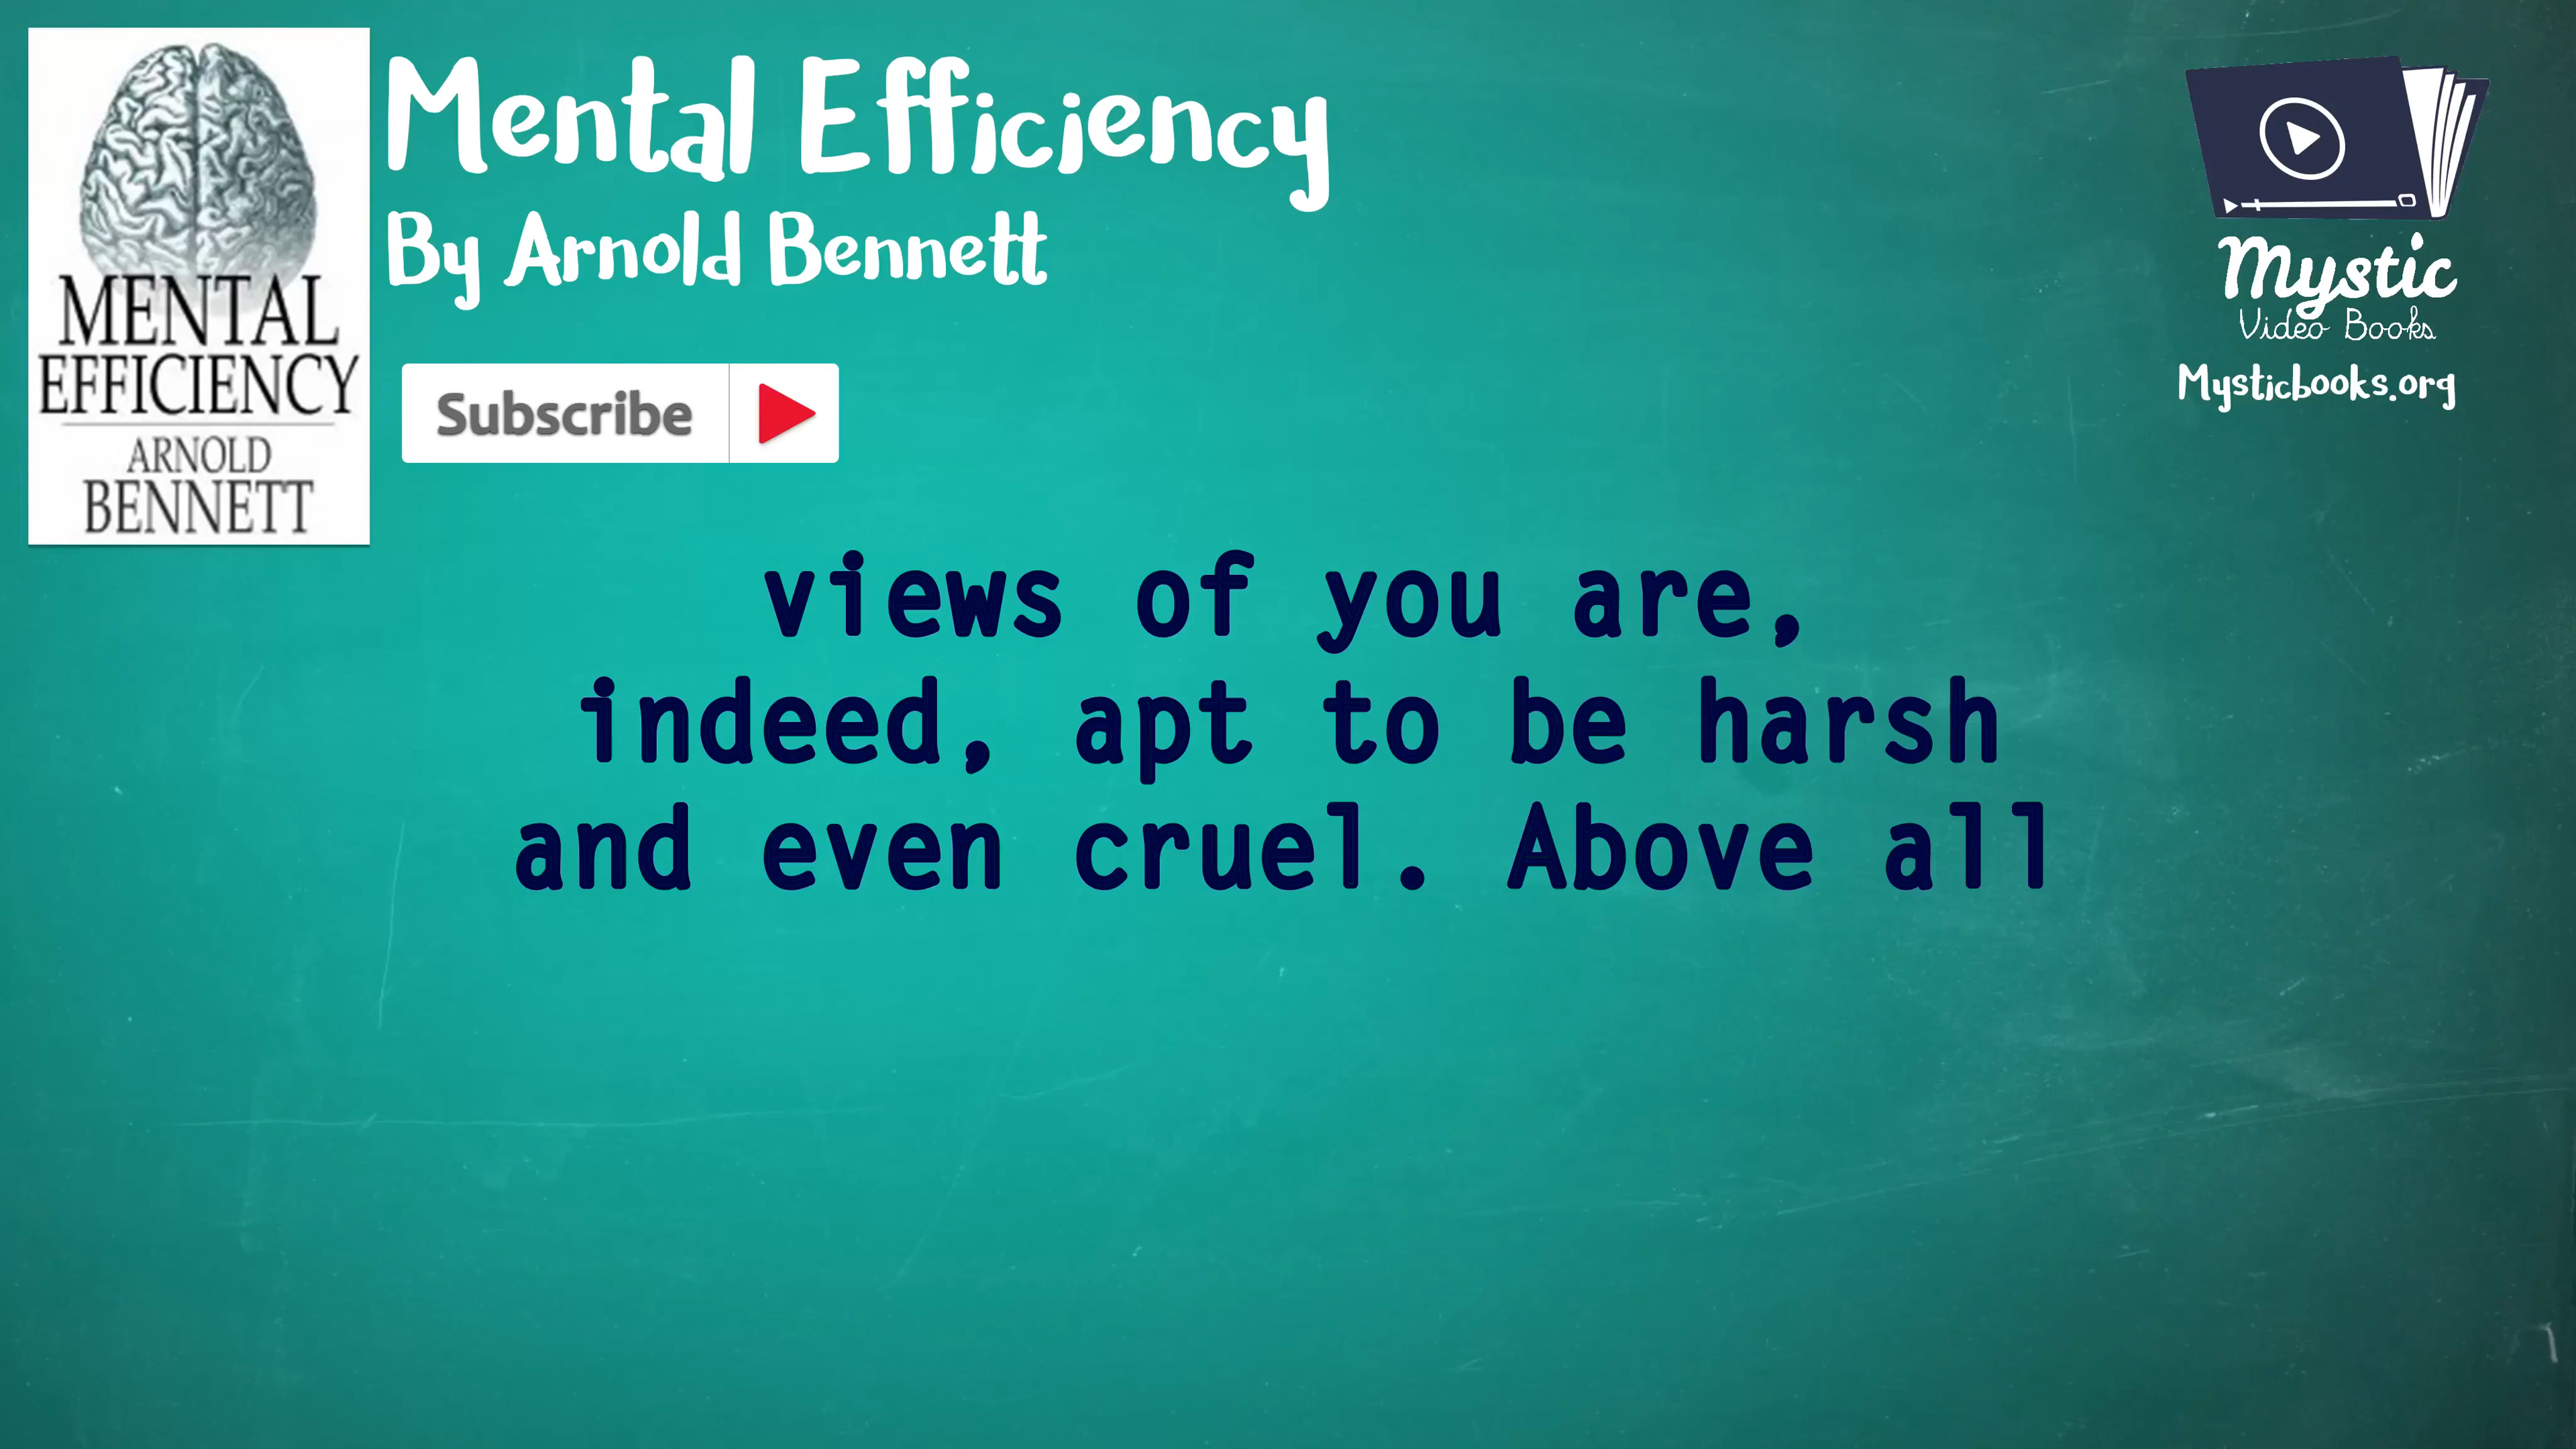 Mental Efficiency
By Arnold Bennett
MENTAL
EFFICIENCY
ARNOLD
BENNETT
Subscribe
Mystic
Video Books
Mysticbooks.org
views of you are,
indeed, apt to be harsh
and even cruel. Above all